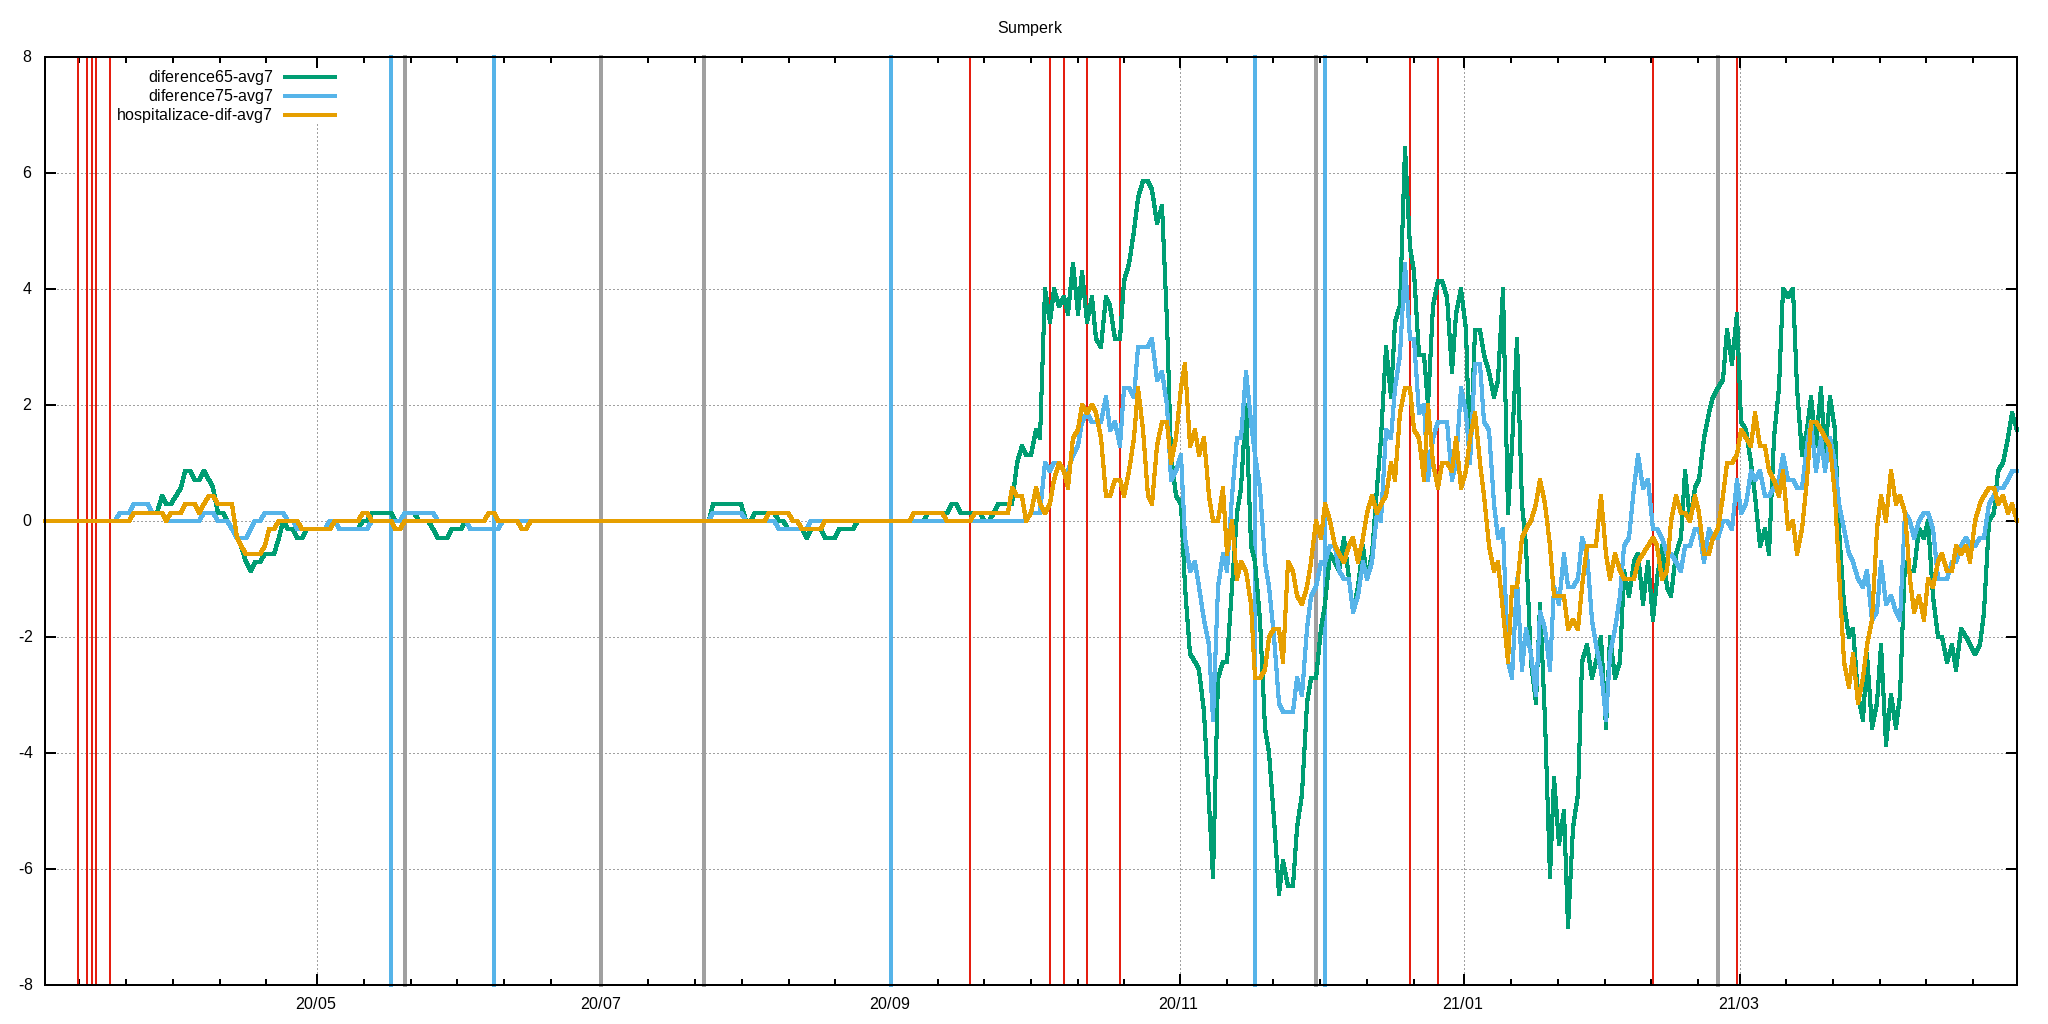 Sumperk
diference65-avg7
diference75-avg7
hospitalizace-dif-avg7
8
6
4
2
0
-2
-4
-6
-8
20/05 20/07 20/09 20/11 21/01 21/03